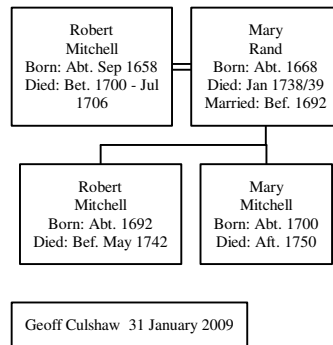 Robert
Mitchell
Born: Abt. Sep 1658
Died: Bet. 1700 - Jul
1706
Mary
Rand
Born: Abt. 1668
Died: Jan 1738/39
Married: Bef. 1692
Robert
Mitchell
Born: Abt. 1692
Died: Bef. May 1742
Mary
Mitchell
Born: Abt. 1700
Died: Aft. 1750
Geoff Culshaw 31 January 2009